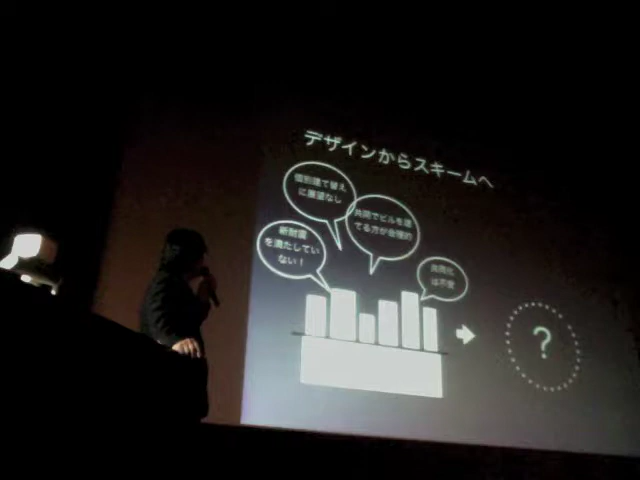 デザインからスキームへ
個別建て替え
に展望なし
共同でビルを建
てる方が合理的
新耐震
を満たしてい
ない！
共同化
は不安
?